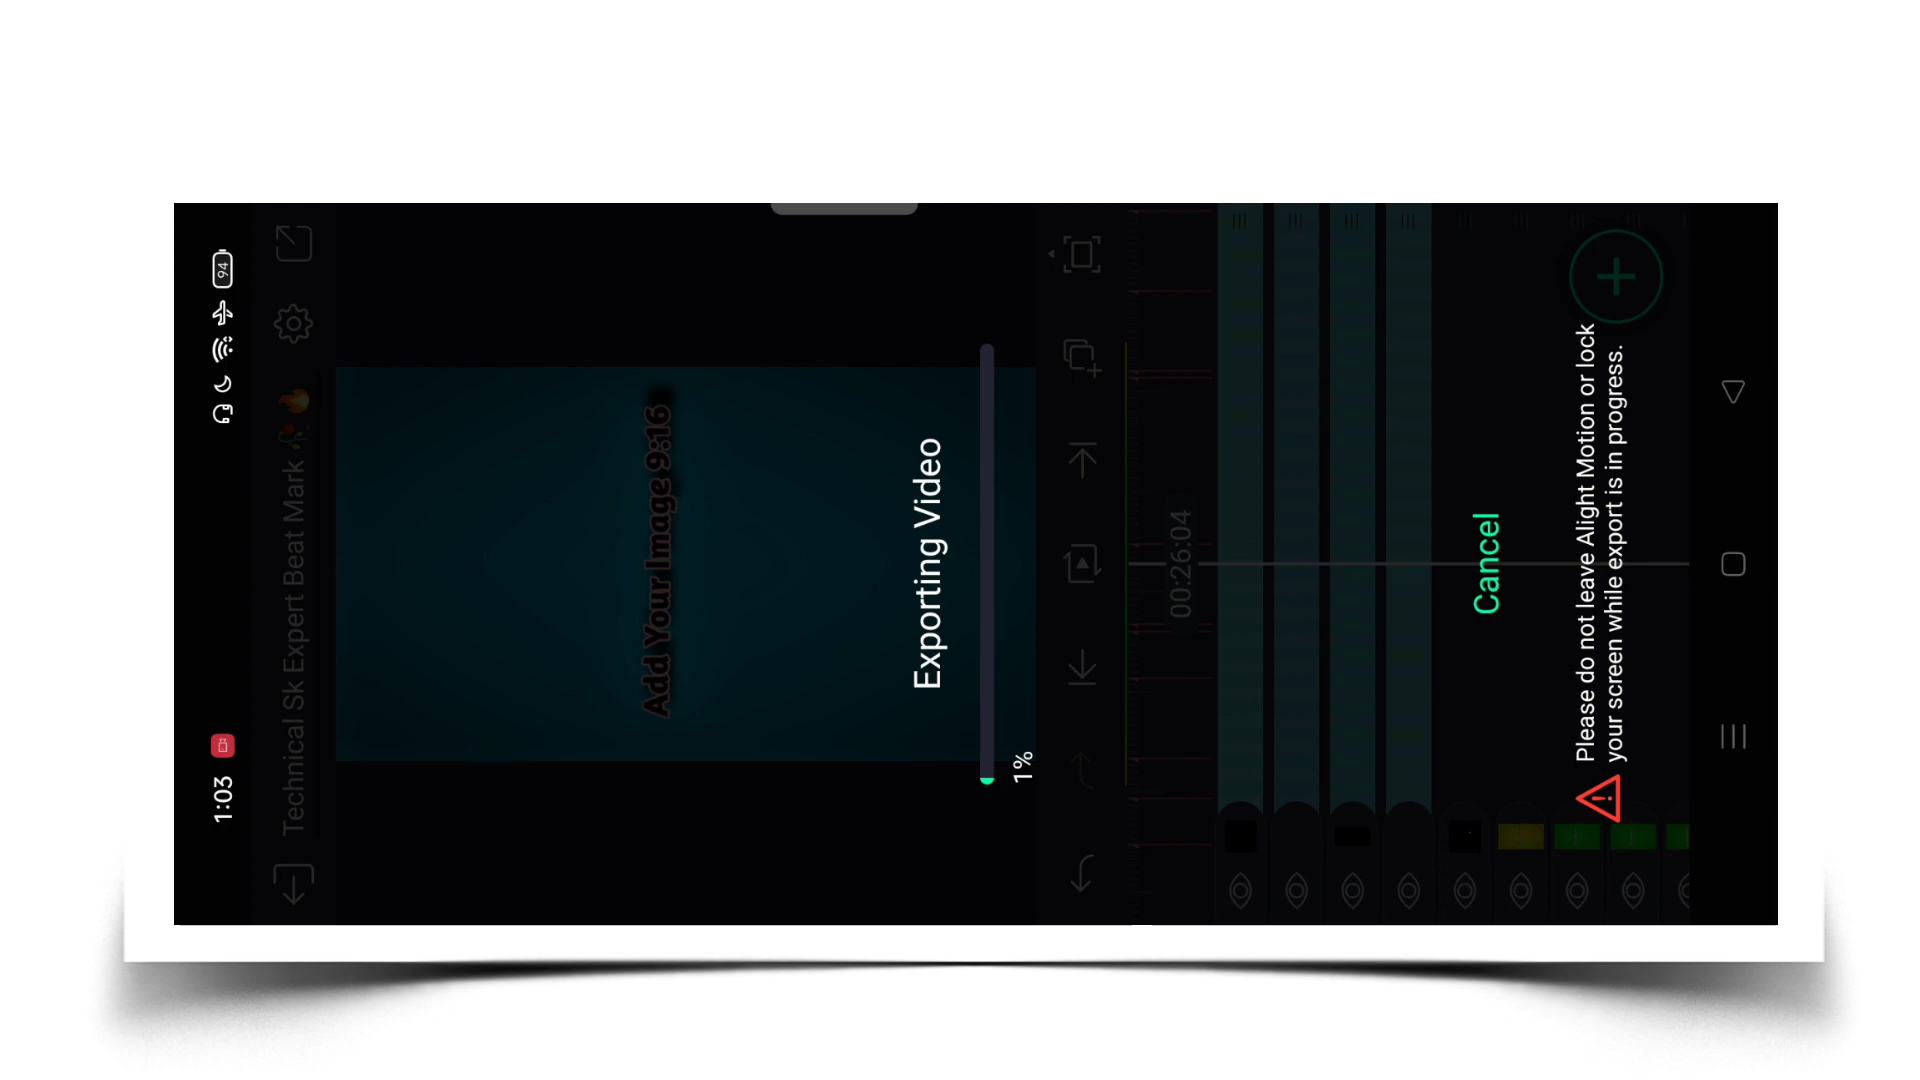 1:03
94
Technical Sk Expert Beat Mark 🥀🔥
Add Your Image 9:16
Exporting Video
1%
00:26:04
Cancel
Please do not leave Alight Motion or lock
your screen while export is in progress.